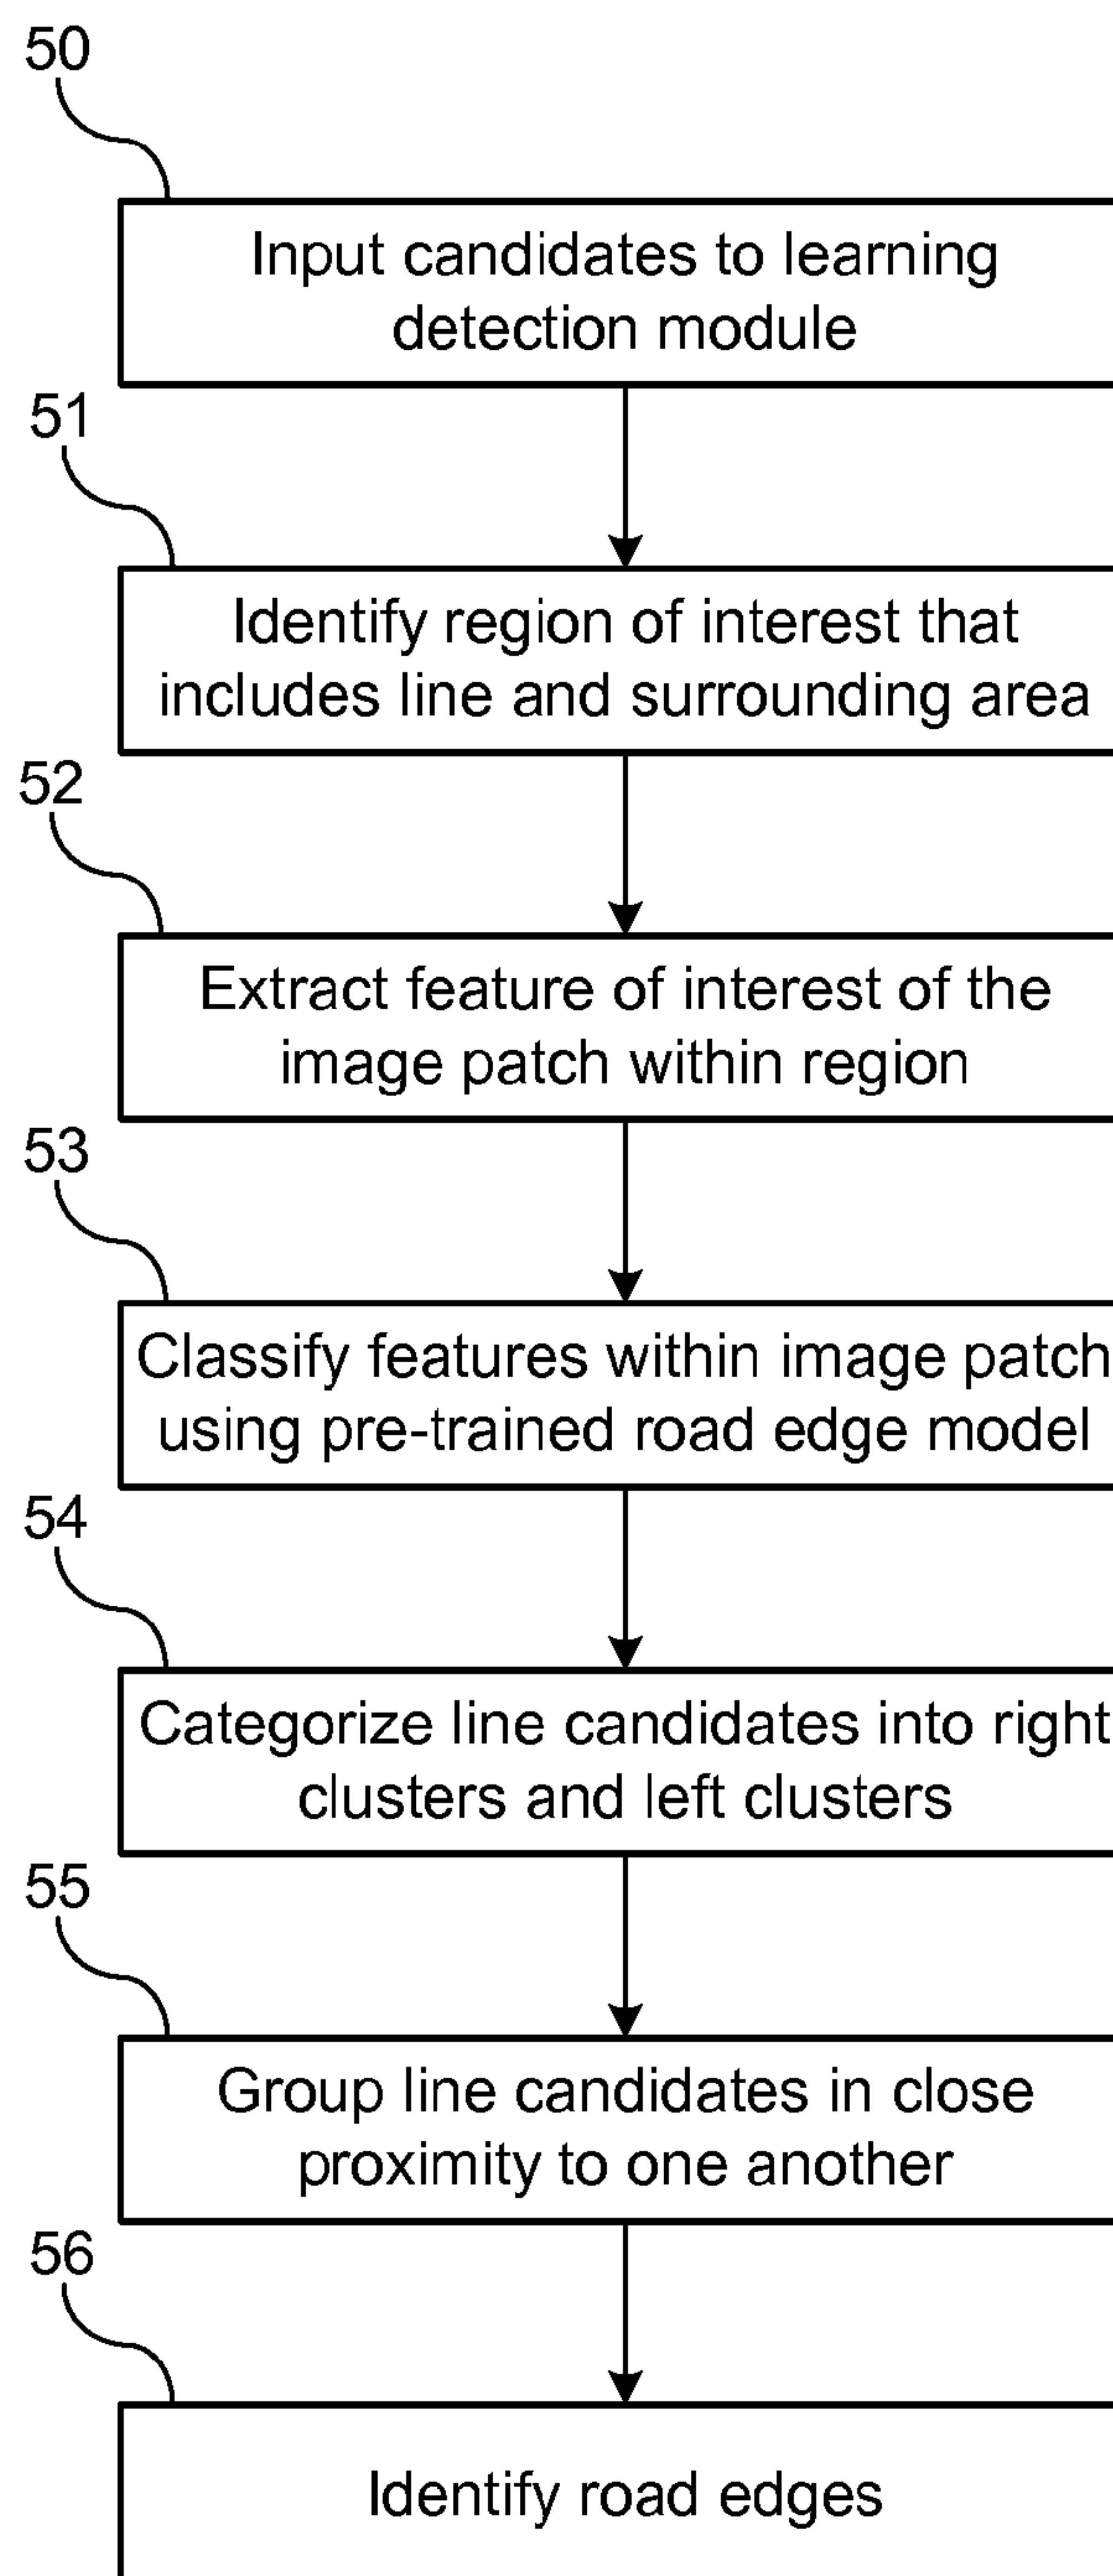 50
Input candidates to learning
detection module
51
Identify region of interest that
includes line and surrounding area
52
Extract feature of interest of the
image patch within region
53
Classify features within image patch
using pre-trained road edge model
54
Categorize line candidates into right
clusters and left clusters
55
Group line candidates in close
proximity to one another
56
Identify road edges